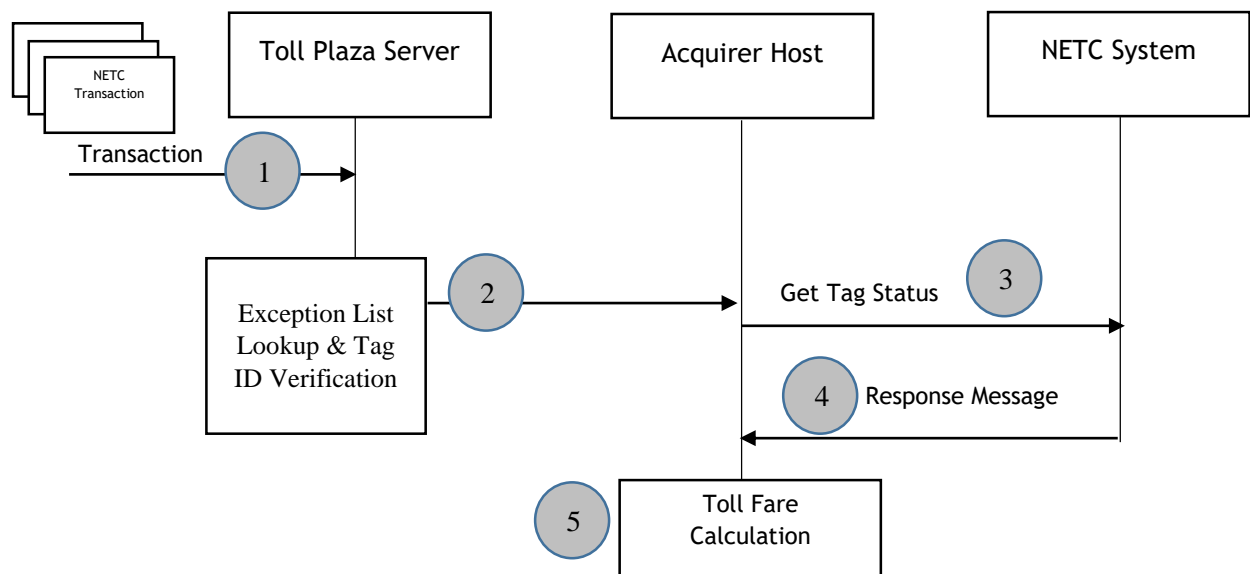 Toll Plaza Server
Acquirer Host
NETC System
NETC
Transaction
Transaction
1
Exception List
Lookup & Tag
ID Verification
2
Get Tag Status
3
4
Response Message
5
Toll Fare
Calculation